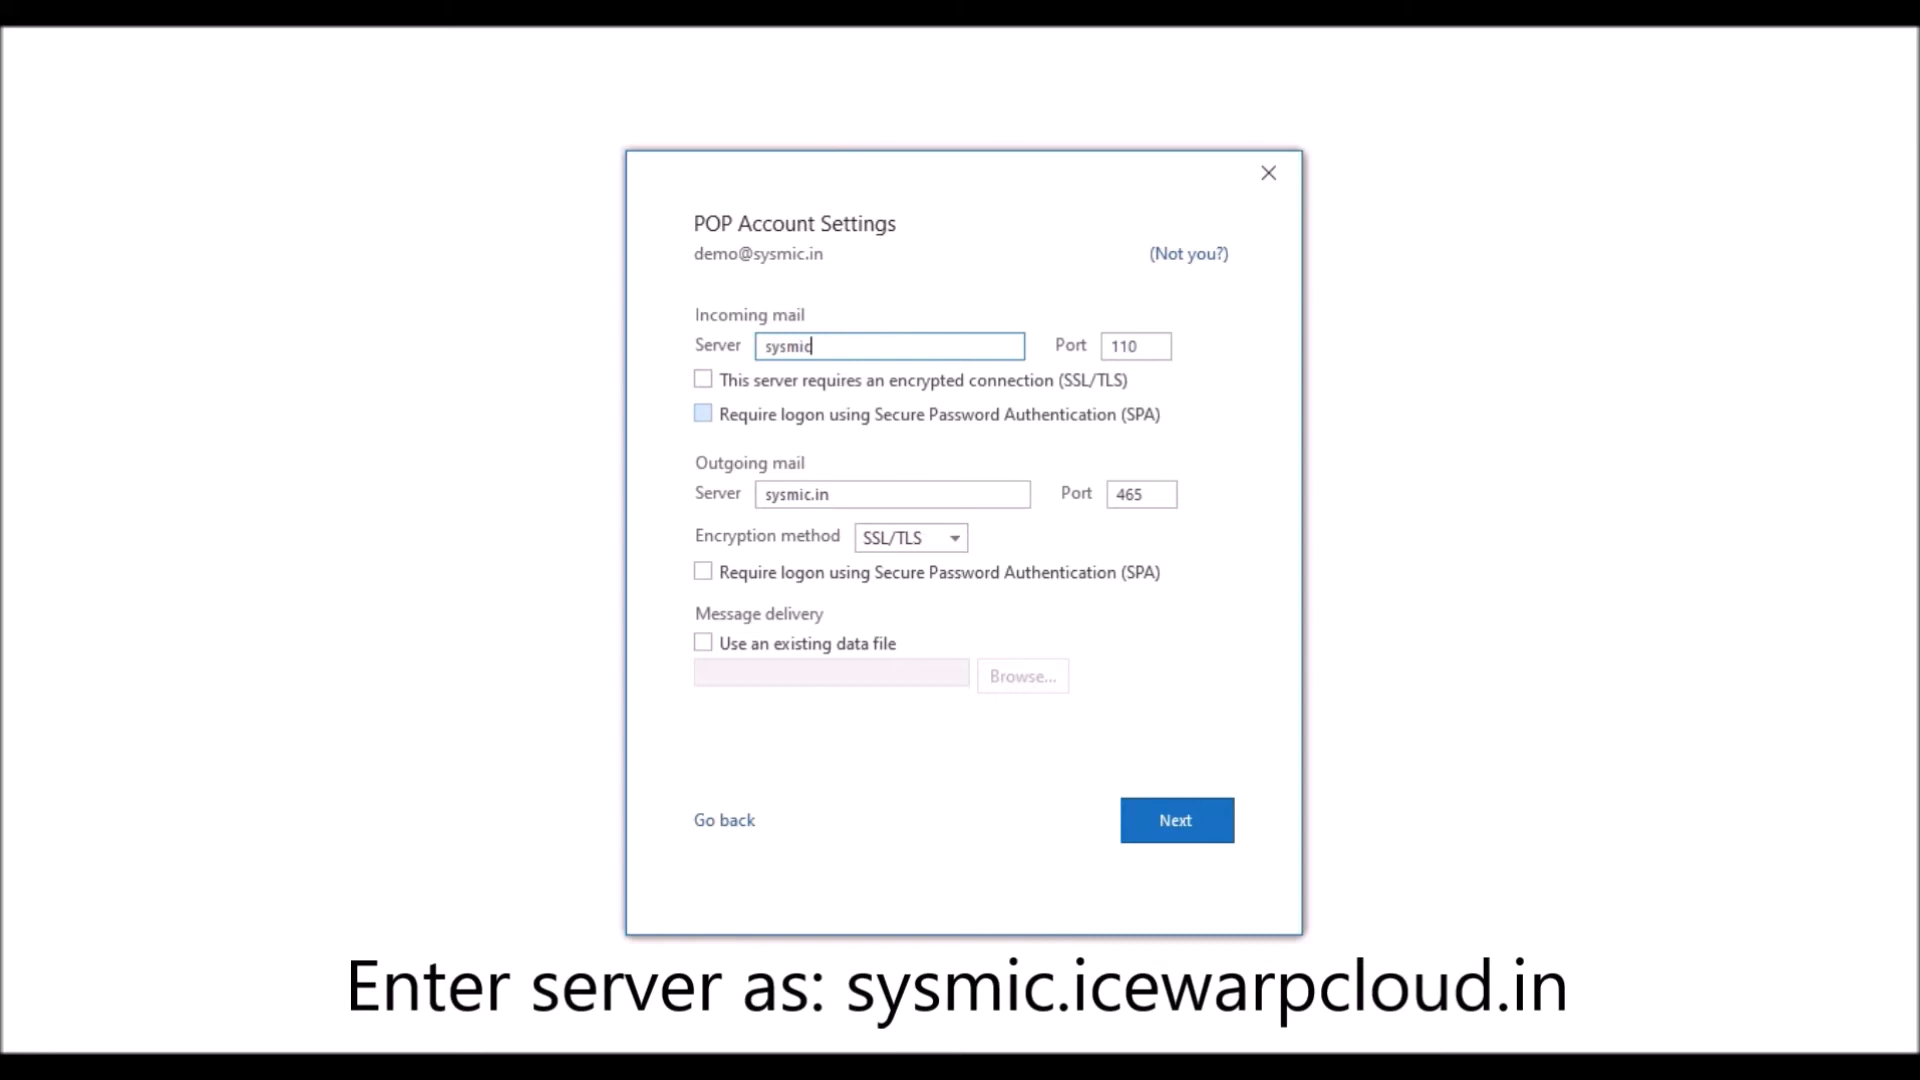 POP Account Settings
demo@sysmic.in (Not you?)
Incoming mail
Server sysmic Port 110
This server requires an encrypted connection (SSL/TLS)
Require logon using Secure Password Authentication (SPA)
Outgoing mail
Server sysmic.in Port 465
Encryption method SSL/TLS
Require logon using Secure Password Authentication (SPA)
Message delivery
Use an existing data file
Browse...
Go back Next
Enter server as: sysmic.icewarpcloud.in